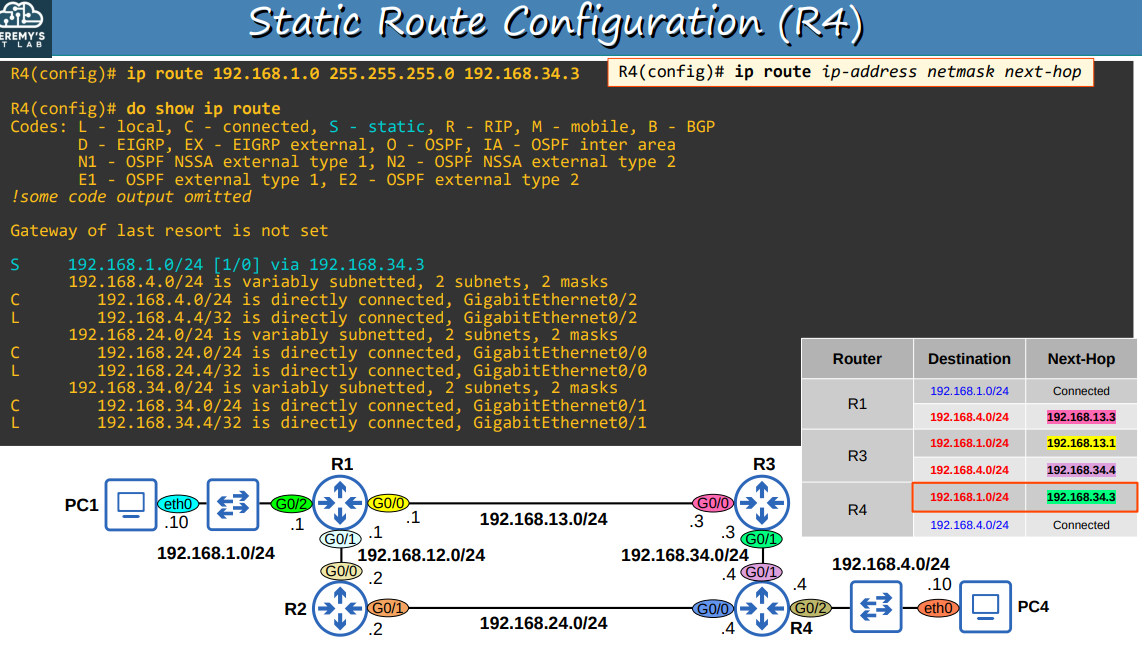 Static Route Configuration (R4)
EREMY'S
T LAB
R4(config)# ip route 192.168.1.0 255.255.255.0 192.168.34.3
R4(config)# ip route ip-address netmask next-hop
R4(config)# do show ip route
Codes: L - local, C - connected, S - static, R - RIP, M - mobile, B - BGP
D - EIGRP, EX - EIGRP external, O - OSPF, IA - OSPF inter area
N1 - OSPF NSSA external type 1, N2 - OSPF NSSA external type 2
E1 - OSPF external type 1, E2 - OSPF external type 2
!some code output omitted
Gateway of last resort is not set
S 192.168.1.0/24 [1/0] via 192.168.34.3
192.168.4.0/24 is variably subnetted, 2 subnets, 2 masks
C 192.168.4.0/24 is directly connected, GigabitEthernet0/2
L 192.168.4.4/32 is directly connected, GigabitEthernet0/2
192.168.24.0/24 is variably subnetted, 2 subnets, 2 masks
C 192.168.24.0/24 is directly connected, GigabitEthernet0/0
L 192.168.24.4/32 is directly connected, GigabitEthernet0/0
192.168.34.0/24 is variably subnetted, 2 subnets, 2 masks
C 192.168.34.0/24 is directly connected, GigabitEthernet0/1
L 192.168.34.4/32 is directly connected, GigabitEthernet0/1
Router Destination Next-Hop
R1 192.168.1.0/24 Connected
192.168.4.0/24 192.168.13.3
R3 192.168.1.0/24 192.168.13.1
192.168.4.0/24 192.168.34.4
R4 192.168.1.0/24 192.168.34.3
192.168.4.0/24 Connected
R1 R3
PC1 eth0 G0/2 G0/0 G0/0
.10 .1 .1 .3
192.168.13.0/24
G0/1 .1 .3 G0/1
192.168.1.0/24 192.168.12.0/24 192.168.34.0/24
192.168.4.0/24
G0/0 .2 .4 G0/1 .4 .10
R2 G0/1 G0/0 G0/2 eth0 PC4
.2 192.168.24.0/24 .4 R4